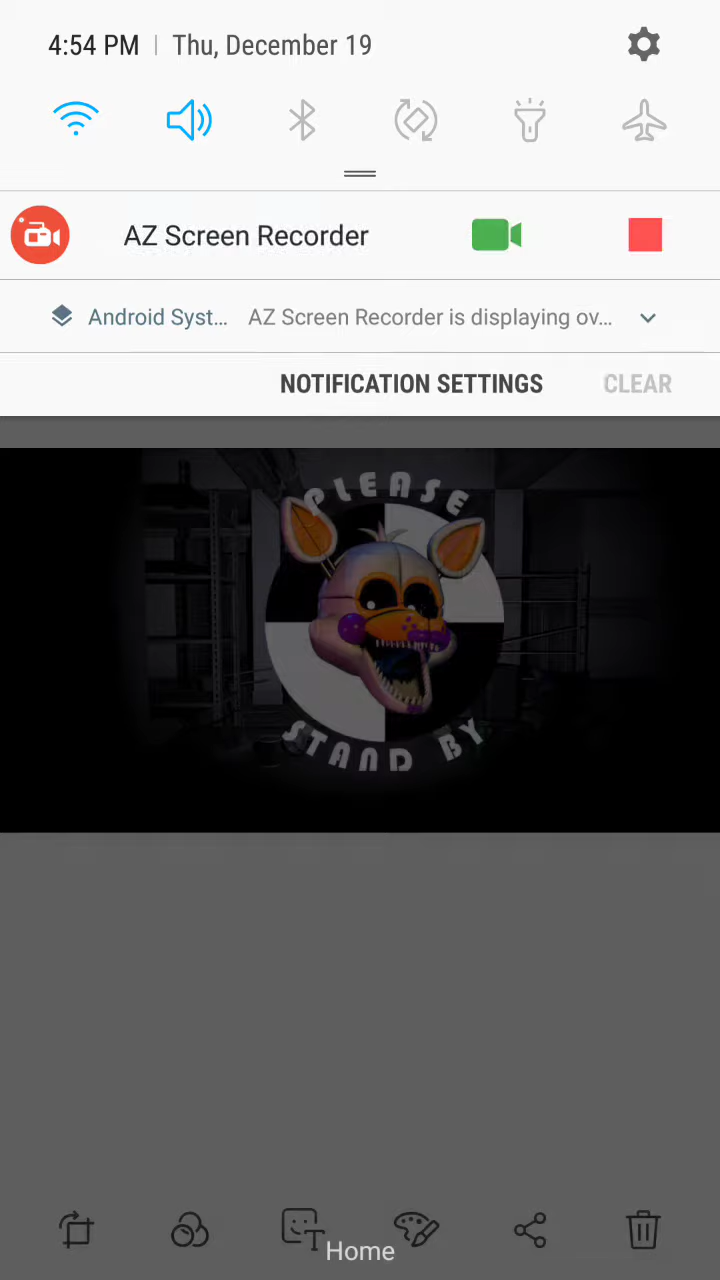 4:54 PM | Thu, December 19
AZ Screen Recorder
Android Syst... AZ Screen Recorder is displaying ov...
NOTIFICATION SETTINGS CLEAR
PLEASE
STAND BY
T
Home